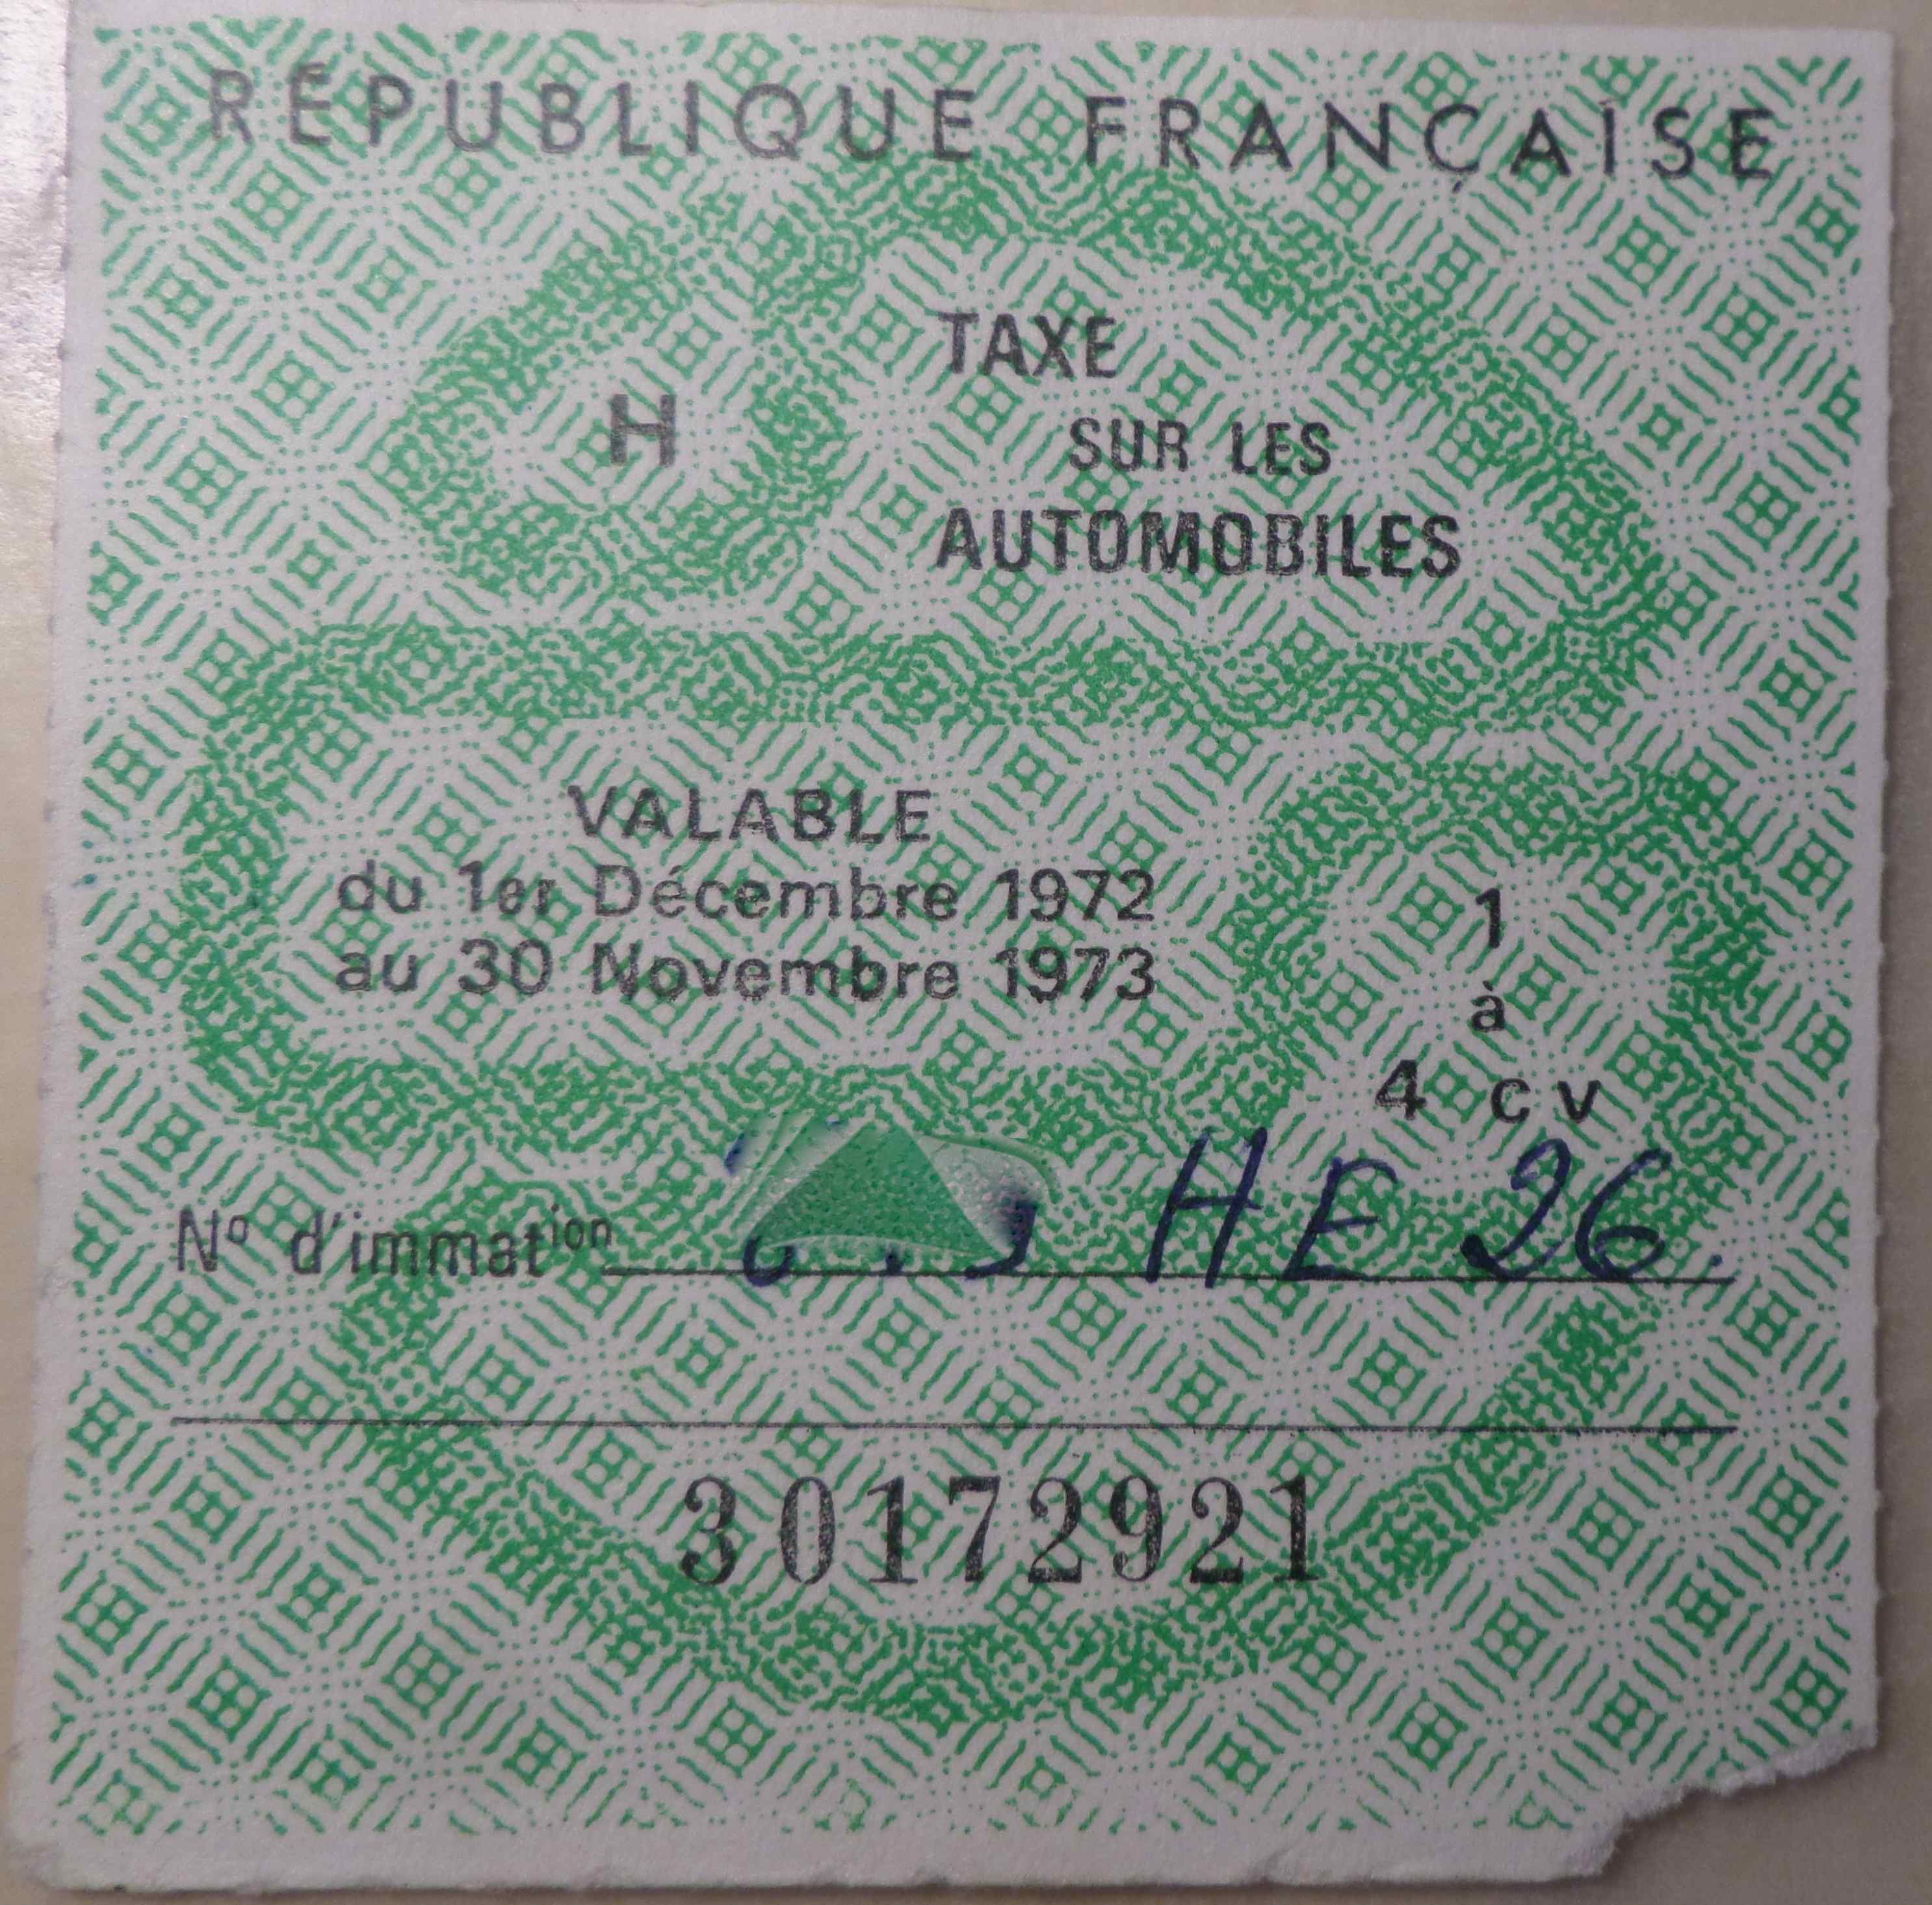 RÉPUBLIQUE FRANÇAISE
H
TAXE
SUR LES
AUTOMOBILES
VALABLE
du 1er Décembre 1972
au 30 Novembre 1973
1
à
4 cv
N° d'immation HE 26.
30172921